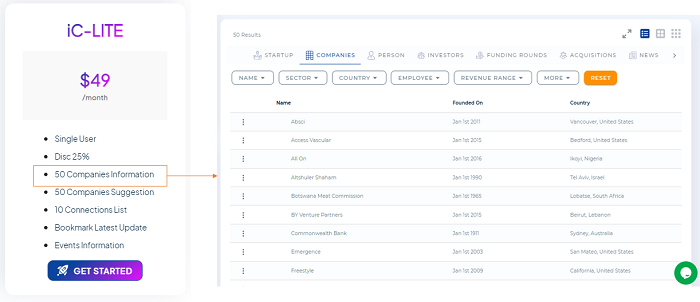 iC-LITE
$49
/month
Single User
Disc 25%
50 Companies Information
50 Companies Suggestion
10 Connections List
Bookmark Latest Update
Events Information
GET STARTED
50 Results
STARTUP COMPANIES PERSON INVESTORS FUNDING ROUNDS ACQUISITIONS NEWS
NAME SECTOR COUNTRY EMPLOYEE REVENUE RANGE MORE RESET
Name Founded On Country
Absci Jan 1st 2011 Vancouver, United States
Access Vascular Jan 1st 2015 Bedford, United States
All On Jan 1st 2016 Ikoyi, Nigeria
Altshuler Shaham Jan 1st 1990 Tel Aviv, Israel
Botswana Meat Commission Jan 1st 1965 Lobatse, South Africa
BY Venture Partners Jan 1st 2015 Beirut, Lebanon
Commonwealth Bank Jan 1st 1911 Sydney, Australia
Emergence Jan 1st 2003 San Mateo, United States
Freestyle Jan 1st 2009 California, United States